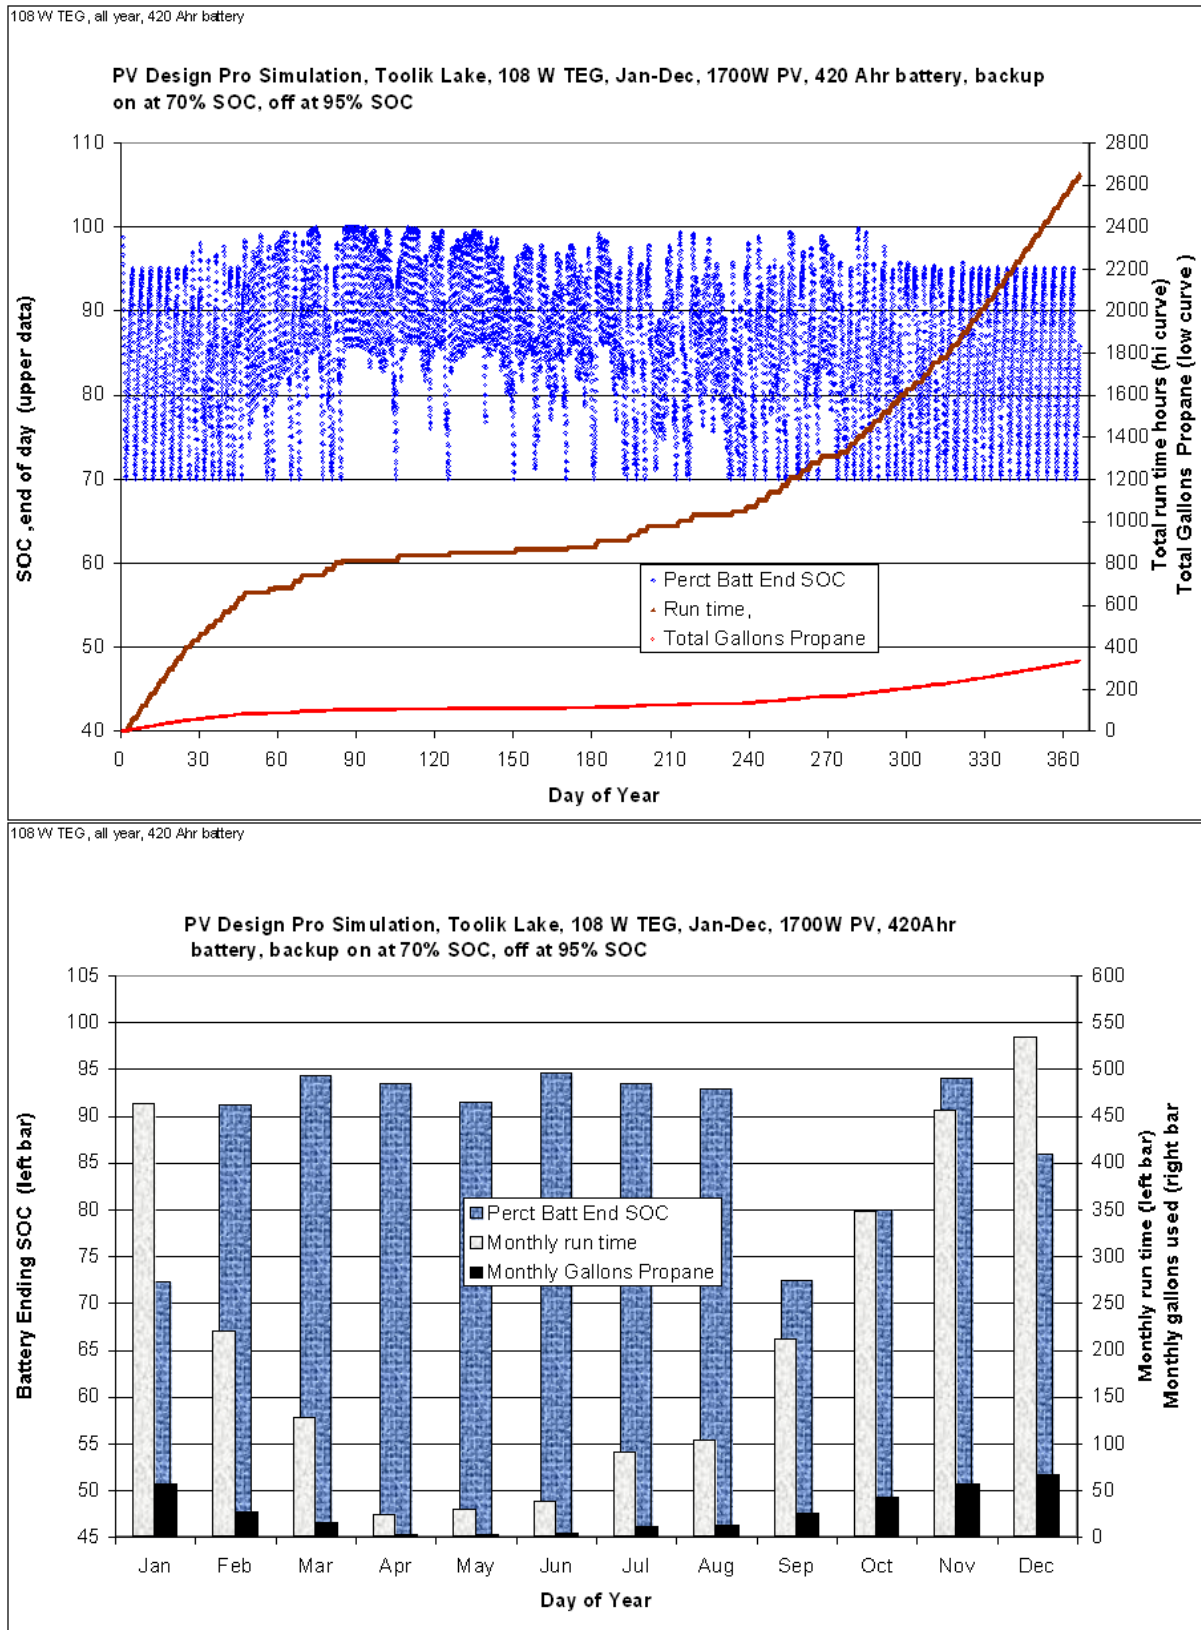 108 W TEG, all year, 420 Ahr battery
PV Design Pro Simulation, Toolik Lake, 108 W TEG, Jan-Dec, 1700W PV, 420 Ahr battery, backup
on at 70% SOC, off at 95% SOC
110
100
90
80
70
60
50
40
SOC ,end of day (upper data)
2800
2600
2400
2200
2000
1800
1600
1400
1200
1000
800
600
400
200
0
Total run time hours (hi curve)
Total Gallons Propane (low curve )
Perct Batt End SOC
Run time,
Total Gallons Propane
0 30 60 90 120 150 180 210 240 270 300 330 360
Day of Year
108 W TEG, all year, 420 Ahr battery
PV Design Pro Simulation, Toolik Lake, 108 W TEG, Jan-Dec, 1700W PV, 420Ahr
battery, backup on at 70% SOC, off at 95% SOC
105
100
95
90
85
80
75
70
65
60
55
50
45
Battery Ending SOC (left bar)
600
550
500
450
400
350
300
250
200
150
100
50
0
Monthly run time (left bar)
Monthly gallons used (right bar
Perct Batt End SOC
Monthly run time
Monthly Gallons Propane
Jan Feb Mar Apr May Jun Jul Aug Sep Oct Nov Dec
Day of Year